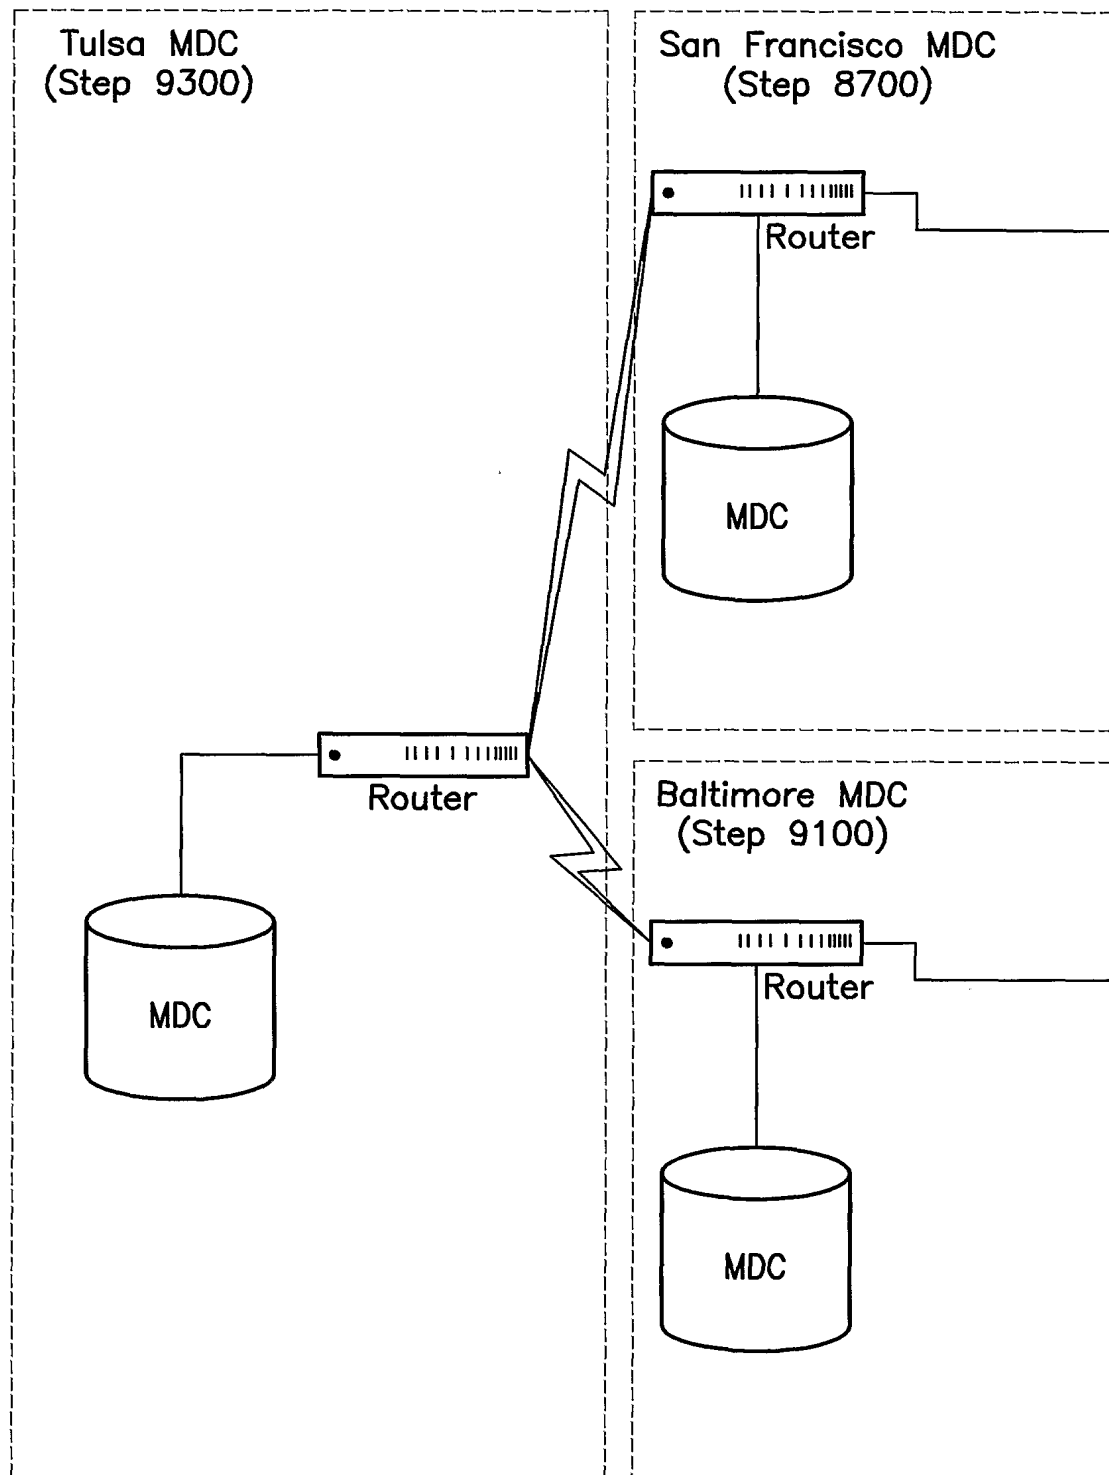 Tulsa MDC
(Step 9300)
Router
MDC
San Francisco MDC
(Step 8700)
Router
MDC
Baltimore MDC
(Step 9100)
Router
MDC